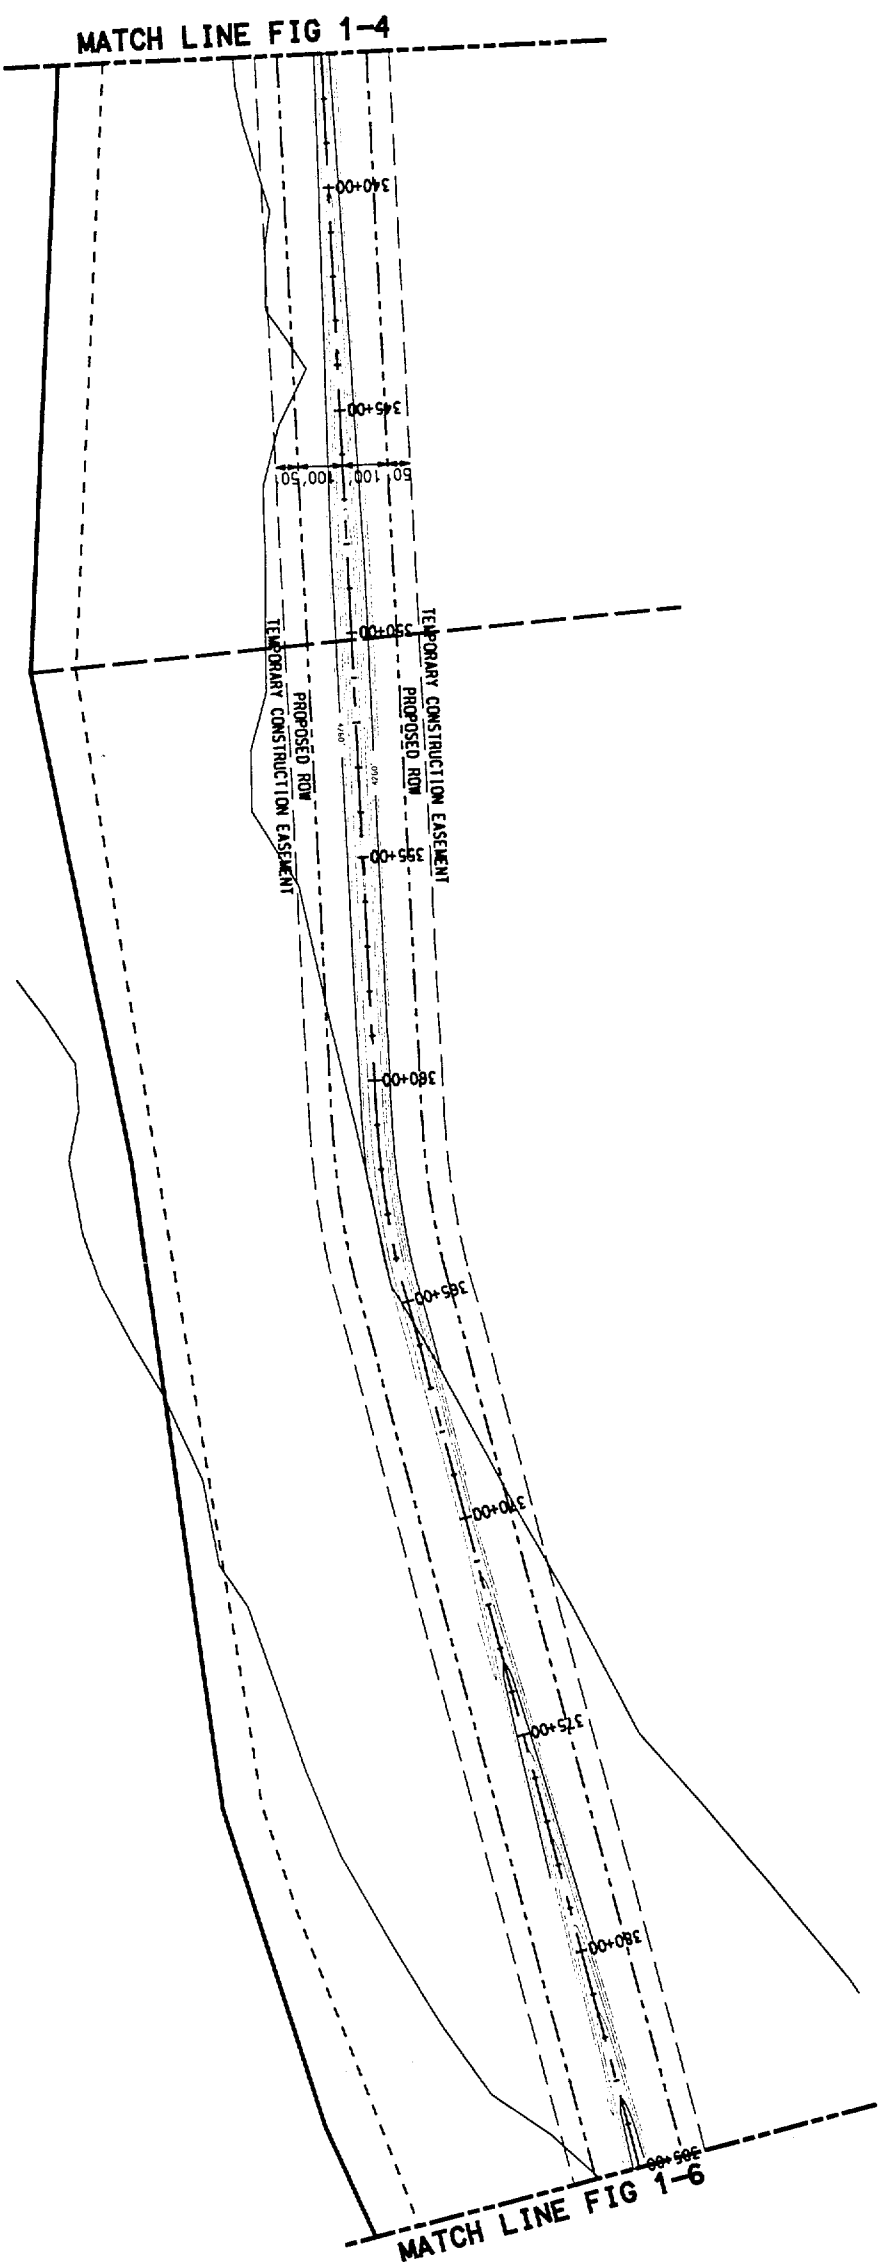 MATCH LINE FIG 1-4
340+00
345+00
50' 100' 100' 50'
350+00
TEMPORARY CONSTRUCTION EASEMENT
PROPOSED ROW
PROPOSED ROW
TEMPORARY CONSTRUCTION EASEMENT
4260'
4260'
355+00
360+00
365+00
370+00
375+00
380+00
385+00
MATCH LINE FIG 1-6